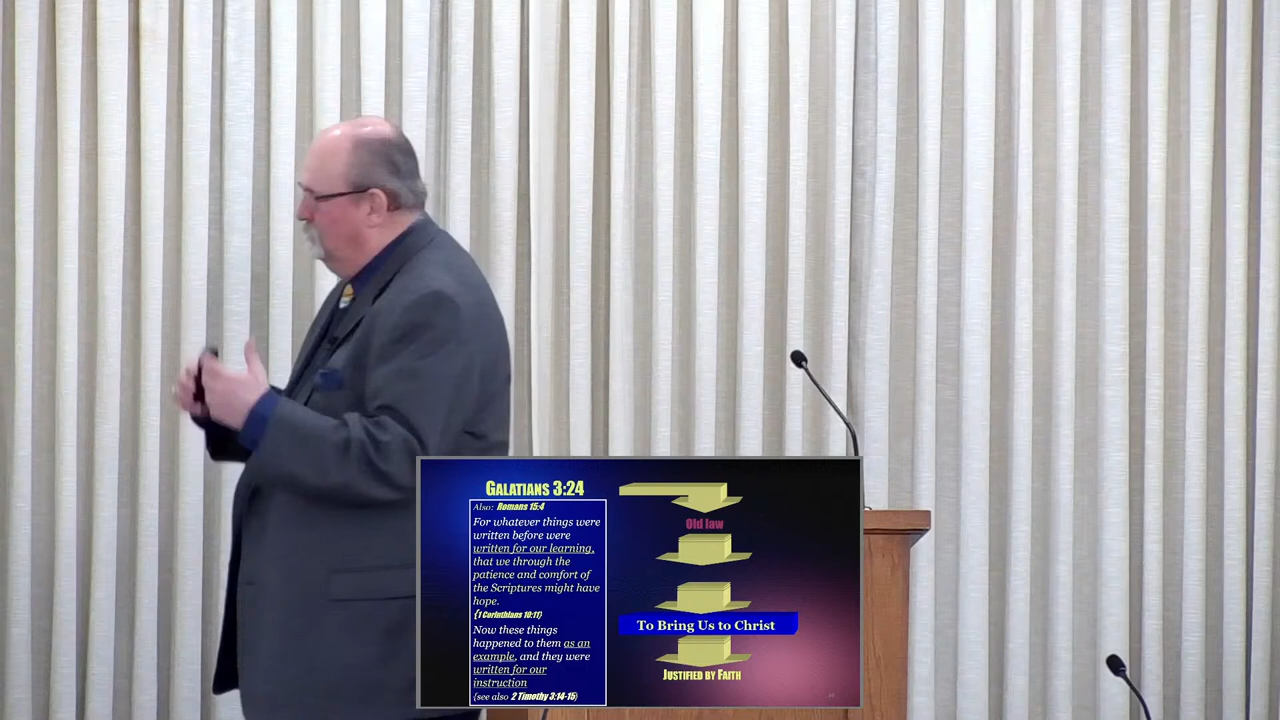 GALATIANS 3:24
Also: Romans 15:4
For whatever things were
written before were
written for our learning,
that we through the
patience and comfort of
the Scriptures might have
hope.
(1 Corinthians 10:11)
Now these things
happened to them as an
example, and they were
written for our
instruction
(see also 2 Timothy 3:14-15)
Old law
To Bring Us to Christ
JUSTIFIED BY FAITH